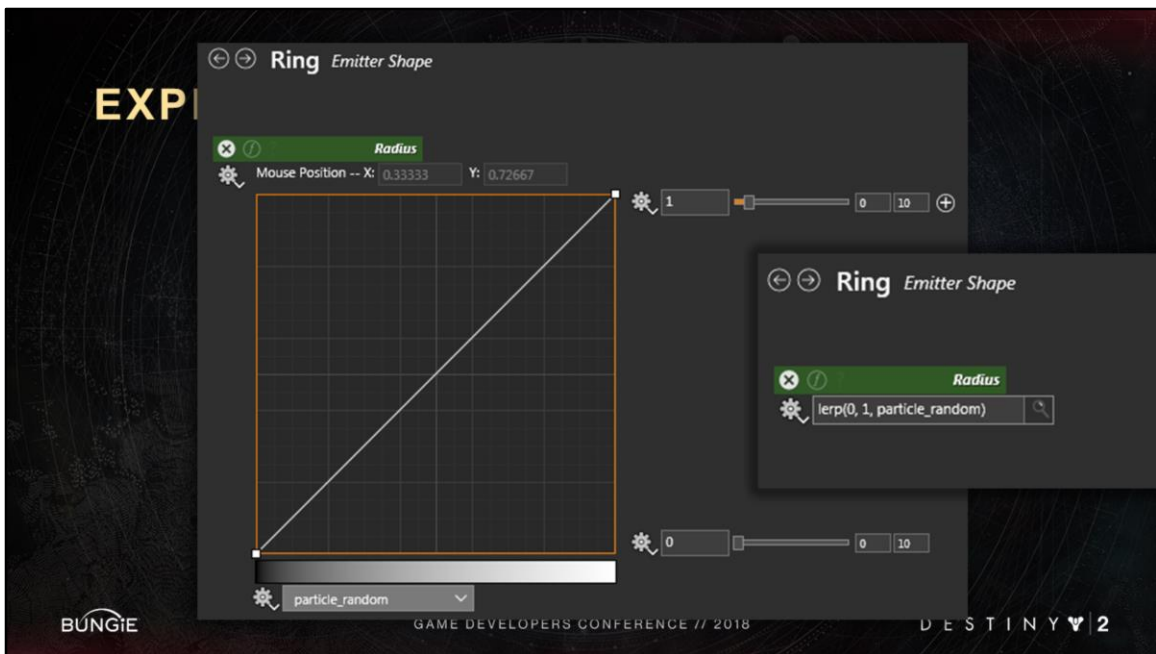 EXP
Ring Emitter Shape
Radius
Mouse Position -- X: 0.33333 Y: 0.72667
1 0 10
Ring Emitter Shape
Radius
lerp(0, 1, particle_random)
0 0 10
particle_random
BUNGiE GAME DEVELOPERS CONFERENCE // 2018 DESTINY 2